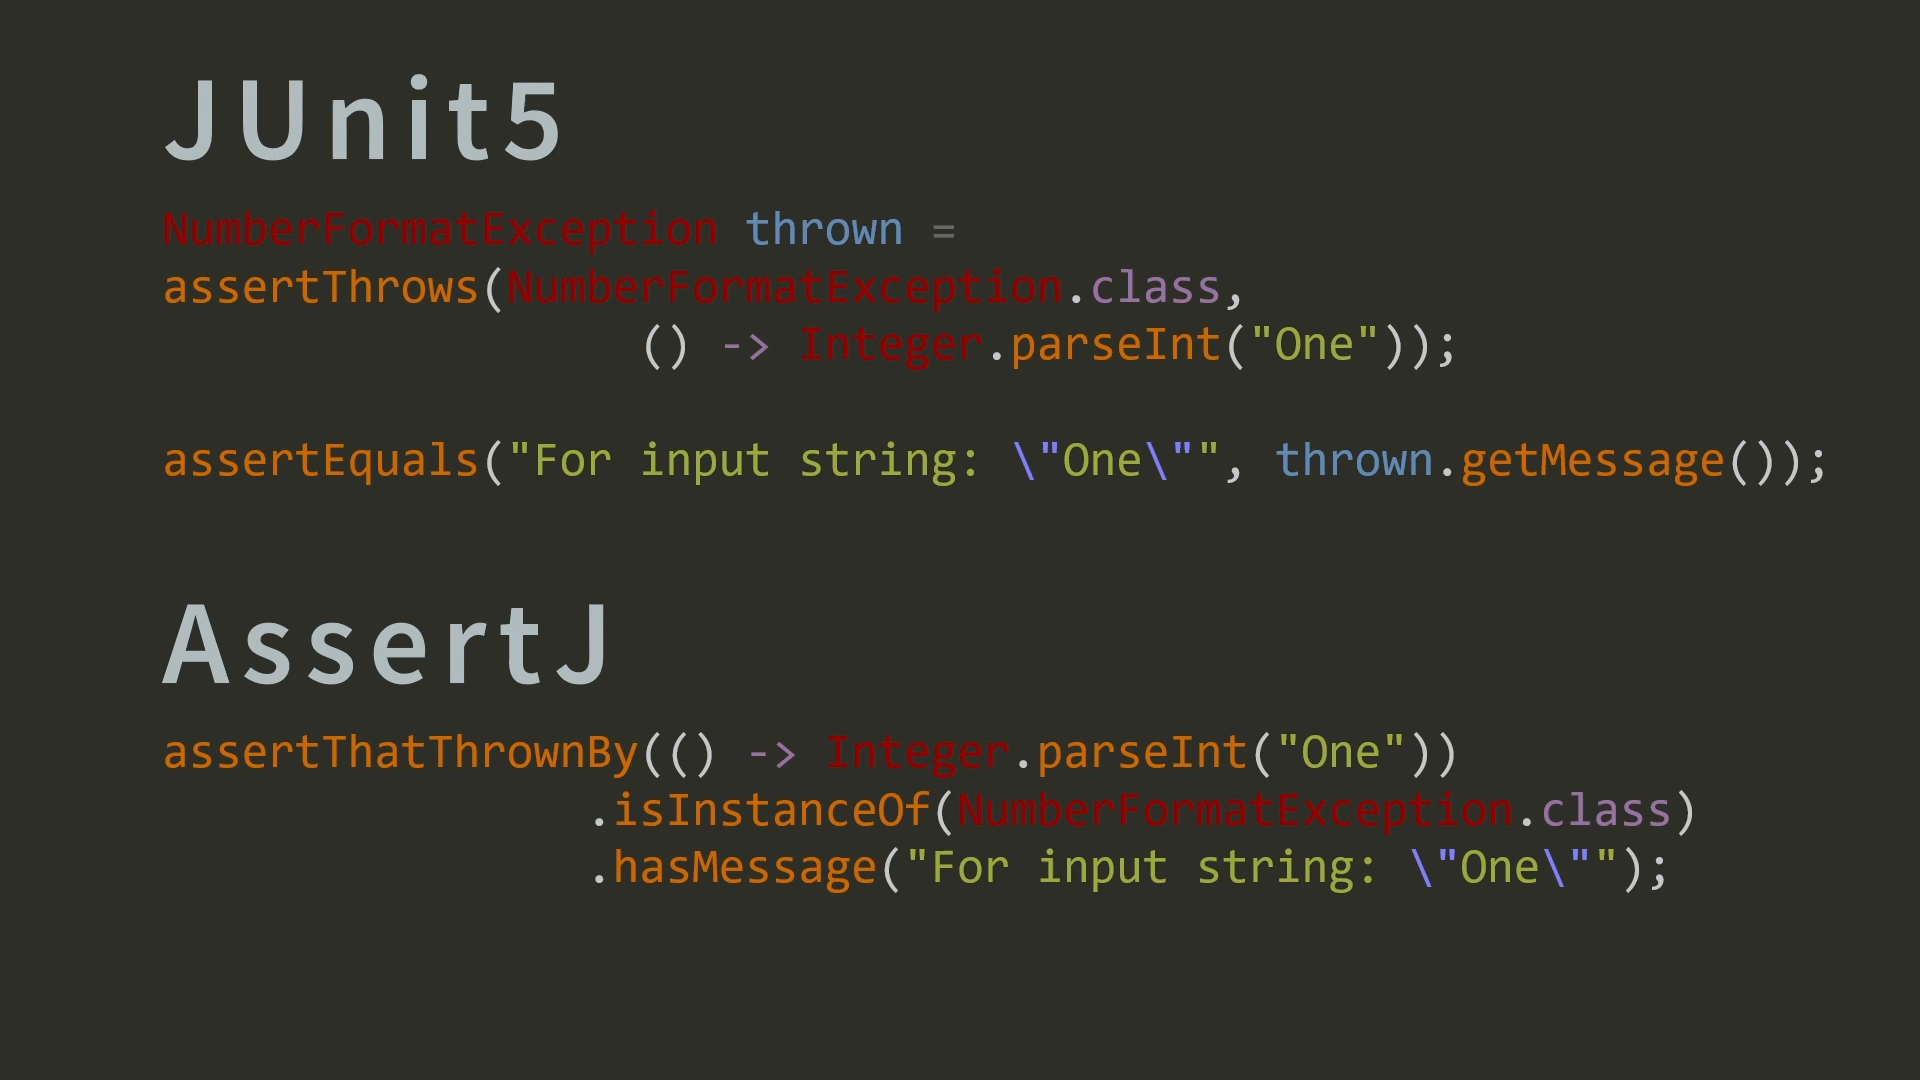 JUnit5
NumberFormatException thrown =
assertThrows(NumberFormatException.class,
() -> Integer.parseInt("One"));
assertEquals("For input string: \"One\"", thrown.getMessage());
AssertJ
assertThatThrownBy(() -> Integer.parseInt("One"))
.isInstanceOf(NumberFormatException.class)
.hasMessage("For input string: \"One\"");